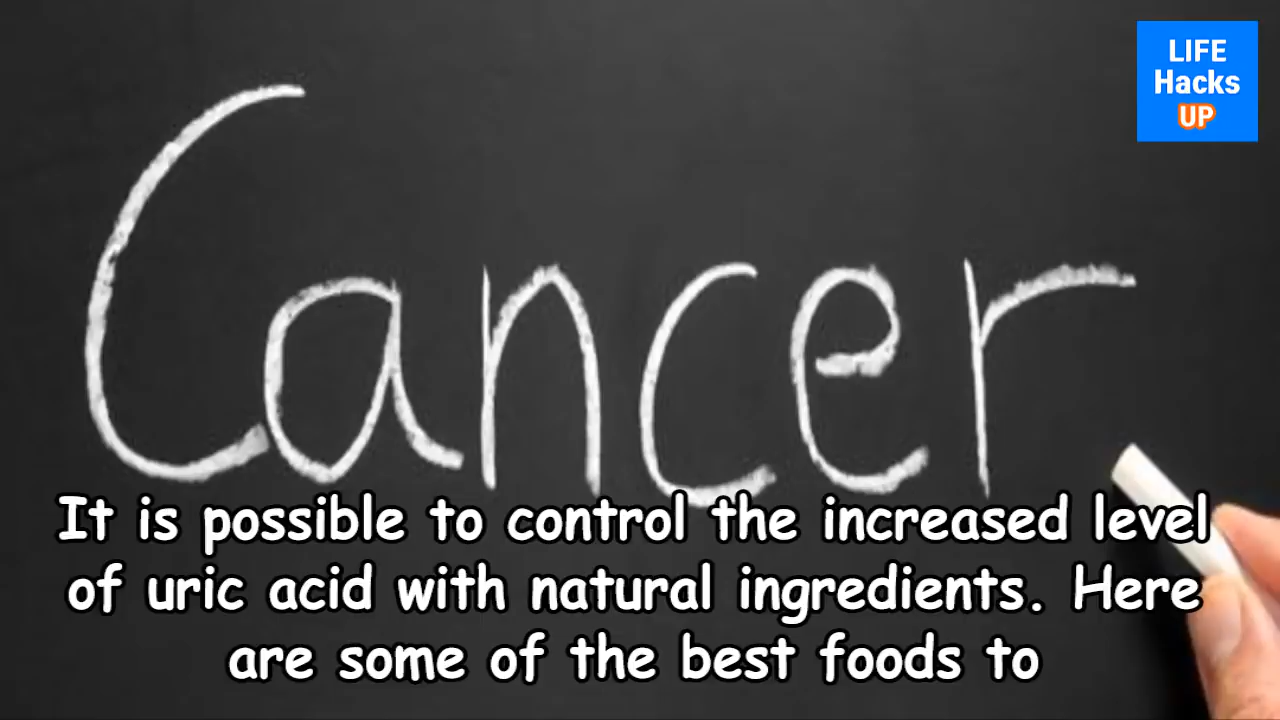 LIFE
Hacks
UP
Cancer
It is possible to control the increased level
of uric acid with natural ingredients. Here
are some of the best foods to